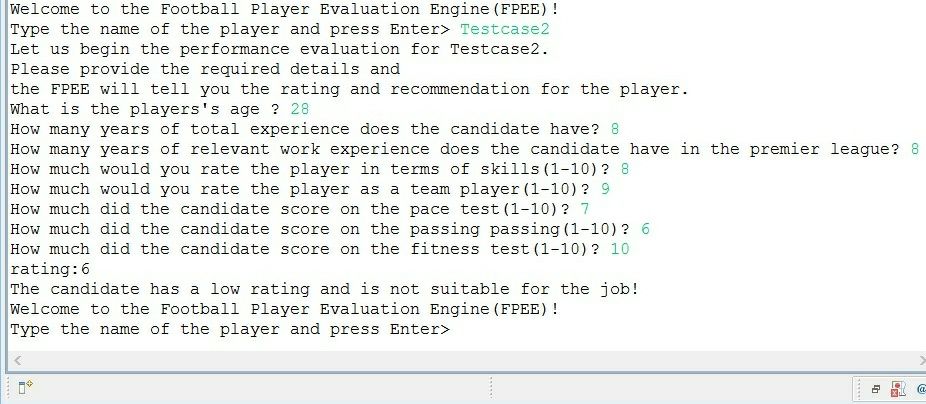 Welcome to the Football Player Evaluation Engine(FPEE)!
Type the name of the player and press Enter> Testcase2
Let us begin the performance evaluation for Testcase2.
Please provide the required details and
the FPEE will tell you the rating and recommendation for the player.
What is the players's age ? 28
How many years of total experience does the candidate have? 8
How many years of relevant work experience does the candidate have in the premier league? 8
How much would you rate the player in terms of skills(1-10)? 8
How much would you rate the player as a team player(1-10)? 9
How much did the candidate score on the pace test(1-10)? 7
How much did the candidate score on the passing passing(1-10)? 6
How much did the candidate score on the fitness test(1-10)? 10
rating:6
The candidate has a low rating and is not suitable for the job!
Welcome to the Football Player Evaluation Engine(FPEE)!
Type the name of the player and press Enter>